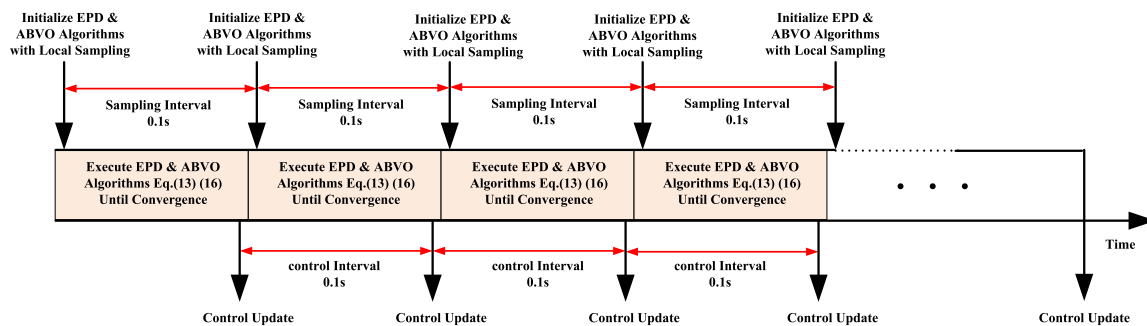 Initialize EPD &
ABVO Algorithms
with Local Sampling
Initialize EPD &
ABVO Algorithms
with Local Sampling
Initialize EPD &
ABVO Algorithms
with Local Sampling
Initialize EPD &
ABVO Algorithms
with Local Sampling
Initialize EPD &
ABVO Algorithms
with Local Sampling
Sampling Interval
0.1s
Sampling Interval
0.1s
Sampling Interval
0.1s
Sampling Interval
0.1s
Execute EPD & ABVO
Algorithms Eq.(13) (16)
Until Convergence
Execute EPD & ABVO
Algorithms Eq.(13) (16)
Until Convergence
Execute EPD & ABVO
Algorithms Eq.(13) (16)
Until Convergence
Execute EPD & ABVO
Algorithms Eq.(13) (16)
Until Convergence
• • •
Time
control Interval
0.1s
control Interval
0.1s
control Interval
0.1s
Control Update
Control Update
Control Update
Control Update
Control Update